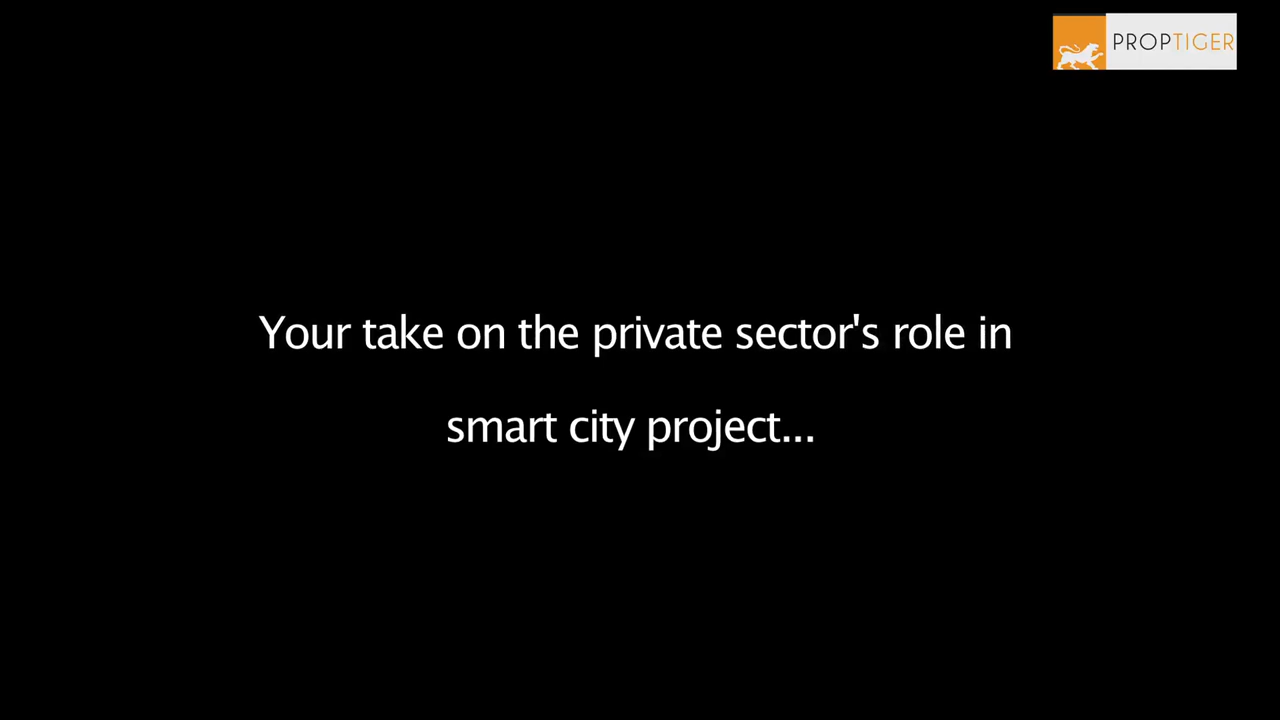 PROPTIGER
Your take on the private sector's role in
smart city project...